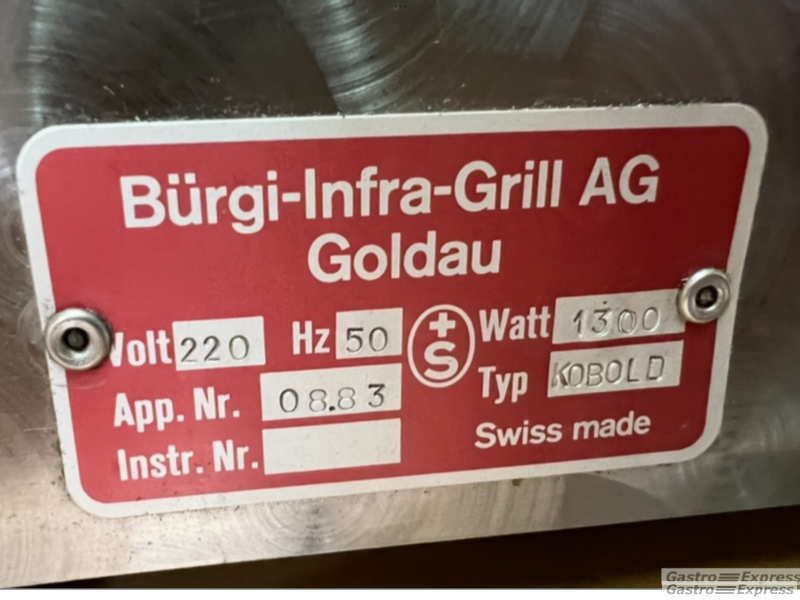 Bürgi-Infra-Grill AG
Goldau
Volt 220 Hz 50 +S Watt 1300
App. Nr. 08.83 Typ KOBOLD
Instr. Nr. Swiss made
Gastro Express
Gastro Express